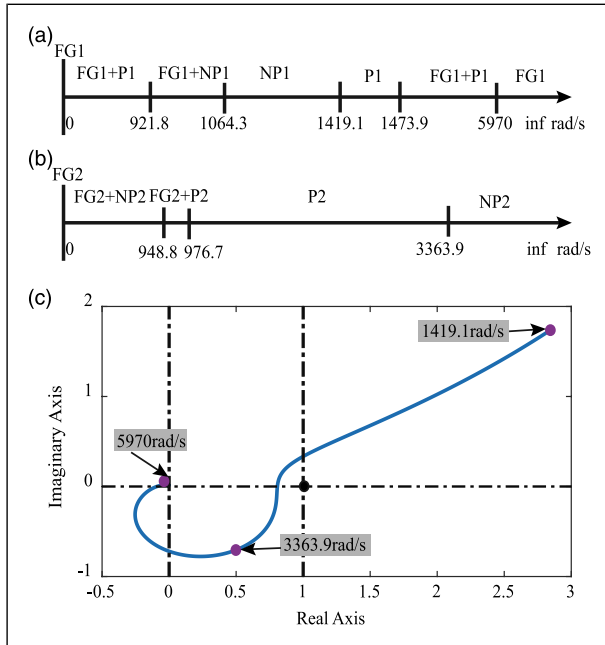 (a)
FG1
FG1+P1 FG1+NP1 NP1 P1 FG1+P1 FG1
0 921.8 1064.3 1419.1 1473.9 5970 inf rad/s
(b)
FG2
FG2+NP2 FG2+P2 P2 NP2
0 948.8 976.7 3363.9 inf rad/s
(c)
2
1419.1rad/s
1
5970rad/s
0
3363.9rad/s
-1
-0.5 0 0.5 1 1.5 2 2.5 3
Imaginary Axis
Real Axis